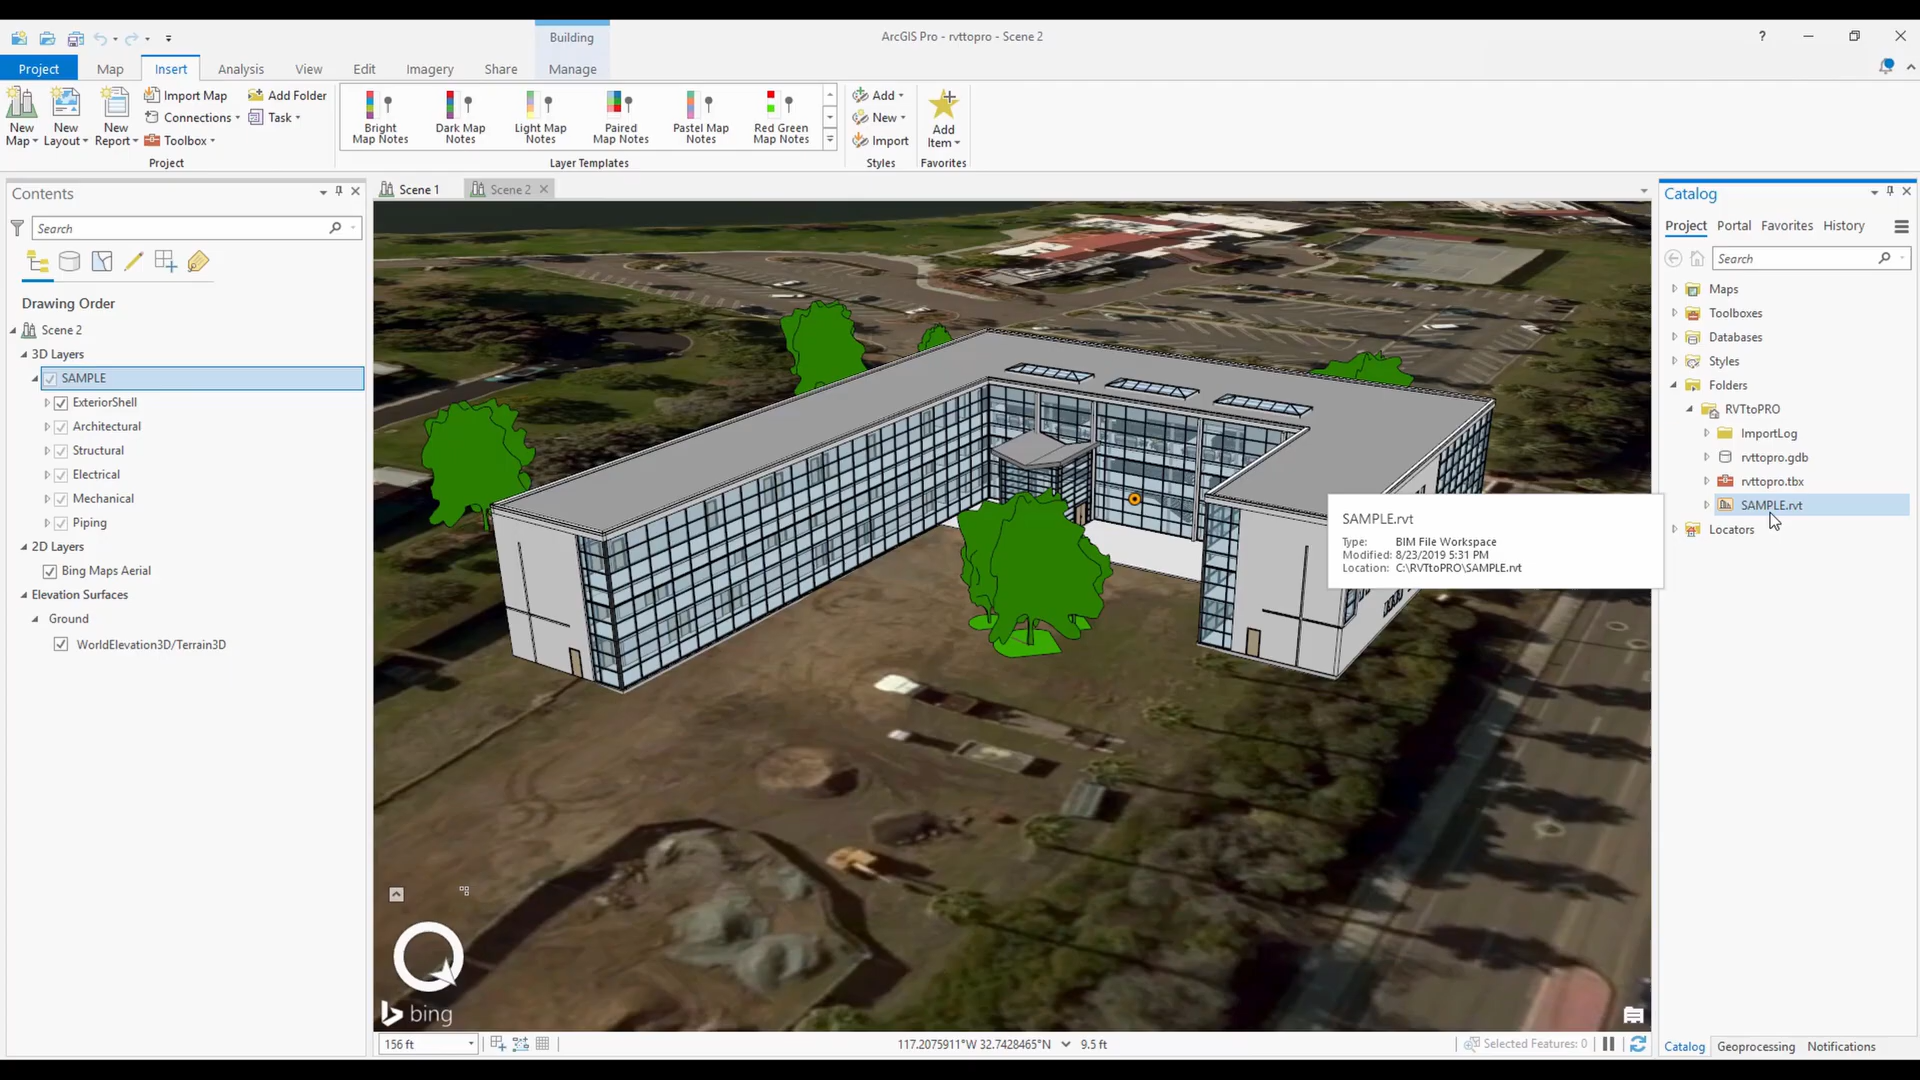 Building
ArcGIS Pro - rvttopro - Scene 2
?
Project
Map
Insert
Analysis
View
Edit
Imagery
Share
Manage
New Map
New Layout
New Report
Import Map
Connections
Toolbox
Add Folder
Task
Project
Bright Map Notes
Dark Map Notes
Light Map Notes
Paired Map Notes
Pastel Map Notes
Red Green Map Notes
Layer Templates
Add
New
Import
Styles
Add Item
Favorites
Contents
Search
Drawing Order
Scene 2
3D Layers
SAMPLE
ExteriorShell
Architectural
Structural
Electrical
Mechanical
Piping
2D Layers
Bing Maps Aerial
Elevation Surfaces
Ground
WorldElevation3D/Terrain3D
Scene 1
Scene 2
SAMPLE.rvt
Type: BIM File Workspace
Modified: 8/23/2019 5:31 PM
Location: C:\RVTtoPRO\SAMPLE.rvt
bing
156 ft
117.2075911°W 32.7428465°N
9.5 ft
Selected Features: 0
Catalog
Project
Portal
Favorites
History
Search
Maps
Toolboxes
Databases
Styles
Folders
RVTtoPRO
ImportLog
rvttopro.gdb
rvttopro.tbx
SAMPLE.rvt
Locators
Catalog
Geoprocessing
Notifications